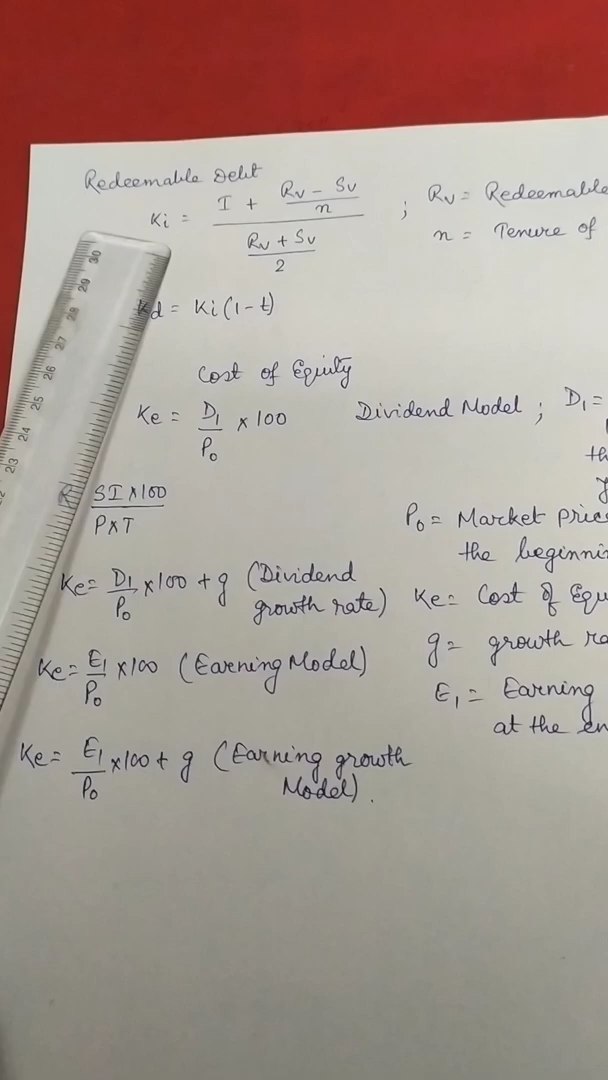 Redeemable Debt
Ki = I + Rv - Sv / n / Rv + Sv / 2 ; Rv = Redeemable
n = Tenure of
Kd = Ki (1-t)
Cost of Equity
Ke = D1 / P0 × 100 Dividend Model ; D1 =
SI × 100 / P×T
P0 = Market price
the beginni
Ke = D1 / P0 ×100 + g (Dividend
growth rate)
Ke = Cost of Equ
g = growth ra
Ke = E1 / P0 ×100 (Earning Model)
E1 = Earning
at the en
Ke = E1 / P0 ×100 + g (Earning growth
Model).
30
29
28
27
26
25
24
23